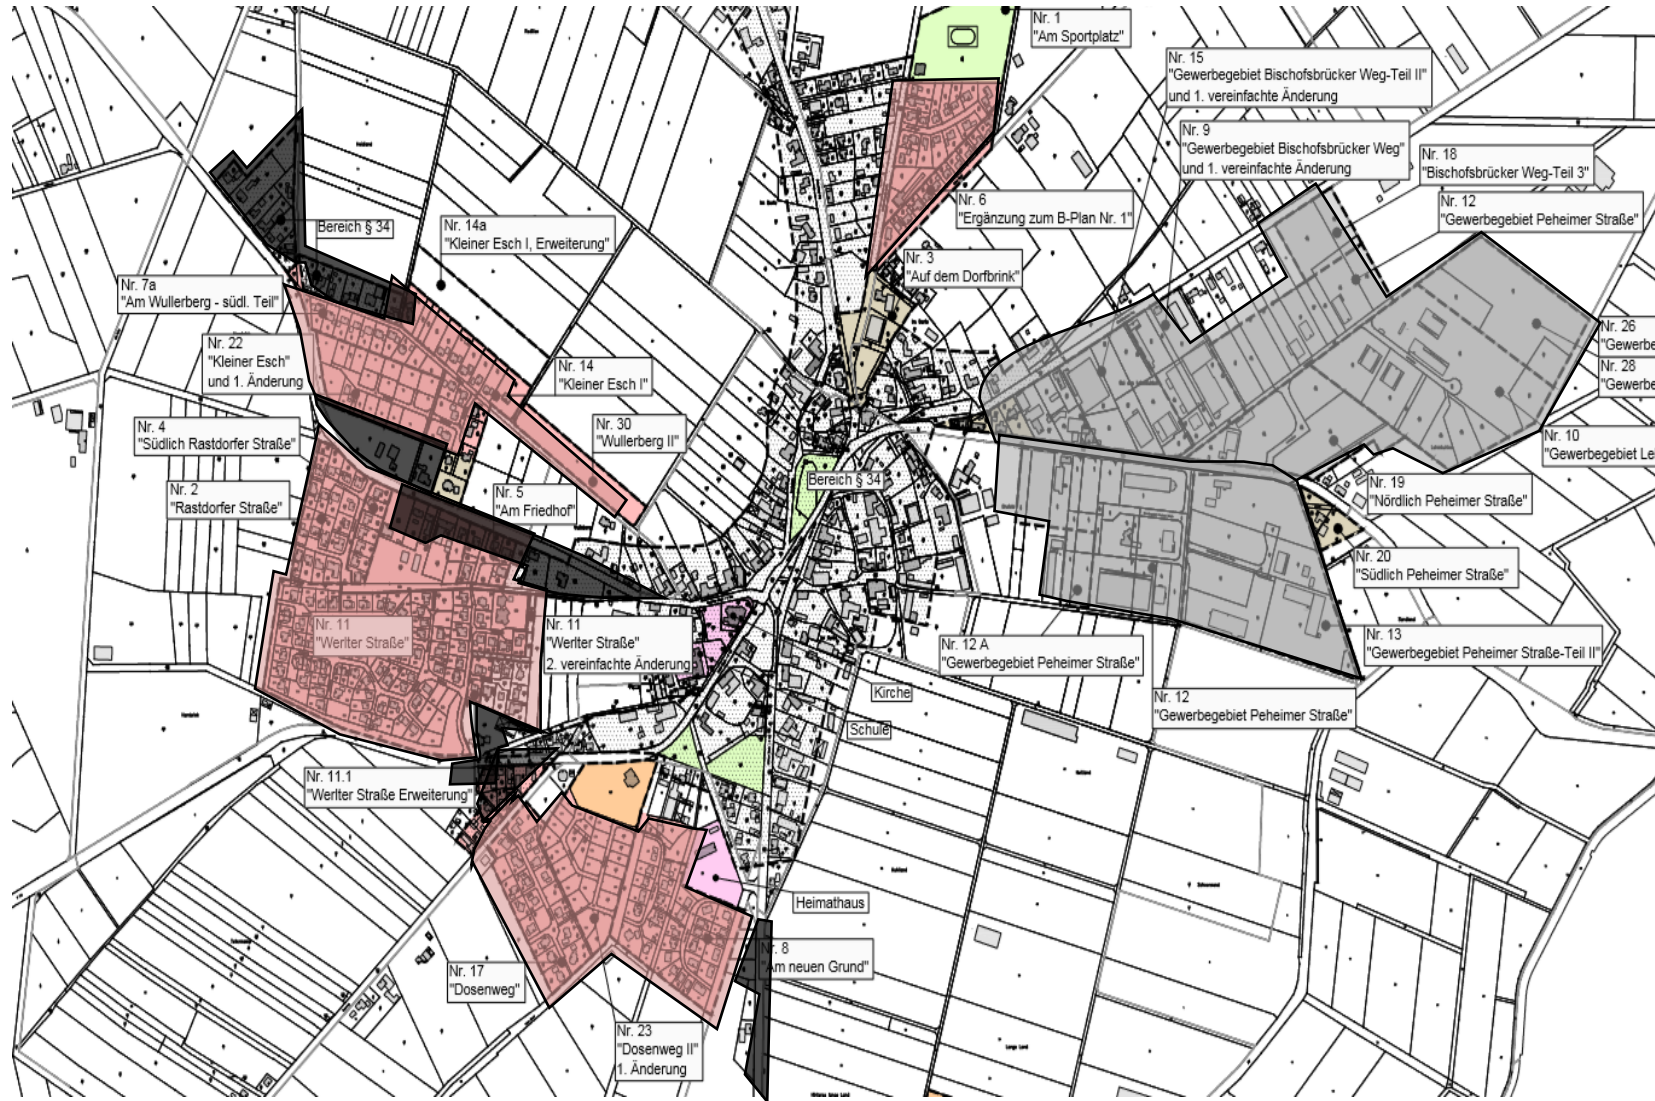 Nr. 1
"Am Sportplatz"
Nr. 15
"Gewerbegebiet Bischofsbrücker Weg-Teil II"
und 1. vereinfachte Änderung
Nr. 9
"Gewerbegebiet Bischofsbrücker Weg"
und 1. vereinfachte Änderung
Nr. 18
"Bischofsbrücker Weg-Teil 3"
Nr. 12
"Gewerbegebiet Peheimer Straße"
Nr. 6
"Ergänzung zum B-Plan Nr. 1"
Bereich § 34
Nr. 14a
"Kleiner Esch I, Erweiterung"
Nr. 3
"Auf dem Dorfbrink"
Nr. 7a
"Am Wullerberg - südl. Teil"
Nr. 22
"Kleiner Esch"
und 1. Änderung
Nr. 14
"Kleiner Esch I"
Nr. 26
"Gewerbe
Nr. 28
"Gewerbe
Nr. 4
"Südlich Rastdorfer Straße"
Nr. 30
"Wullerberg II"
Nr. 10
"Gewerbegebiet Le
Nr. 2
"Rastdorfer Straße"
Nr. 5
"Am Friedhof"
Bereich § 34
Nr. 19
"Nördlich Peheimer Straße"
Nr. 20
"Südlich Peheimer Straße"
Nr. 11
"Werlter Straße"
Nr. 11
"Werlter Straße"
2. vereinfachte Änderung
Nr. 12 A
"Gewerbegebiet Peheimer Straße"
Nr. 13
"Gewerbegebiet Peheimer Straße-Teil II"
Kirche
Nr. 12
"Gewerbegebiet Peheimer Straße"
Schule
Nr. 11.1
"Werlter Straße Erweiterung"
Heimathaus
Nr. 8
"Am neuen Grund"
Nr. 17
"Dosenweg"
Nr. 23
"Dosenweg II"
1. Änderung